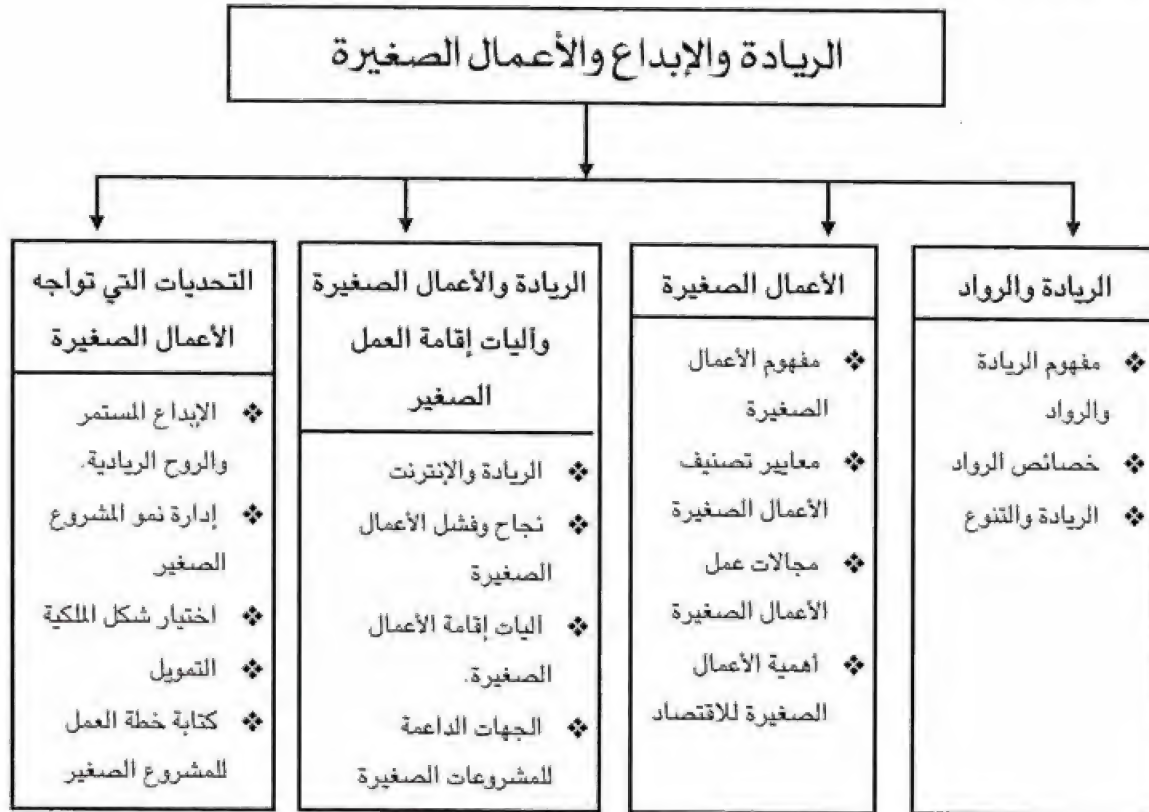 الريادة والإبداع والأعمال الصغيرة
الريادة والرواد
❖ مفهوم الريادة
والرواد
❖ خصائص الرواد
❖ الريادة والتنوع
الأعمال الصغيرة
❖ مفهوم الأعمال
الصغيرة
❖ معايير تصنيف
الأعمال الصغيرة
❖ مجالات عمل
الأعمال الصغيرة
❖ أهمية الأعمال
الصغيرة للاقتصاد
الريادة والأعمال الصغيرة
وآليات إقامة العمل
الصغير
❖ الريادة والإنترنت
❖ نجاح وفشل الأعمال
الصغيرة
❖ آليات إقامة الأعمال
الصغيرة.
❖ الجهات الداعمة
للمشروعات الصغيرة
التحديات التي تواجه
الأعمال الصغيرة
❖ الإبداع المستمر
والروح الريادية.
❖ إدارة نمو المشروع
الصغير
❖ اختيار شكل الملكية
❖ التمويل
❖ كتابة خطة العمل
للمشروع الصغير